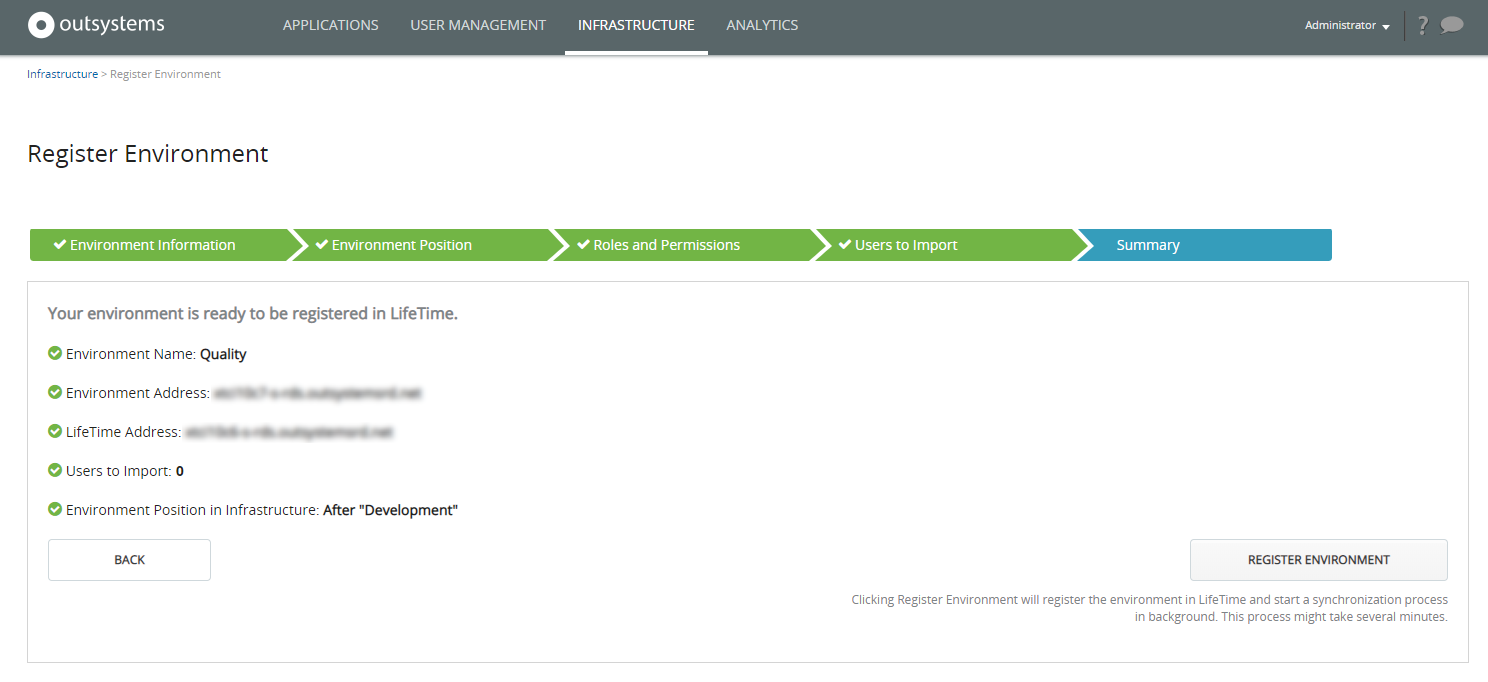 outsystems APPLICATIONS USER MANAGEMENT INFRASTRUCTURE ANALYTICS Administrator ?
Infrastructure > Register Environment
Register Environment
Environment Information Environment Position Roles and Permissions Users to Import Summary
Your environment is ready to be registered in LifeTime.
Environment Name: Quality
Environment Address:
LifeTime Address:
Users to Import: 0
Environment Position in Infrastructure: After "Development"
BACK REGISTER ENVIRONMENT
Clicking Register Environment will register the environment in LifeTime and start a synchronization process
in background. This process might take several minutes.